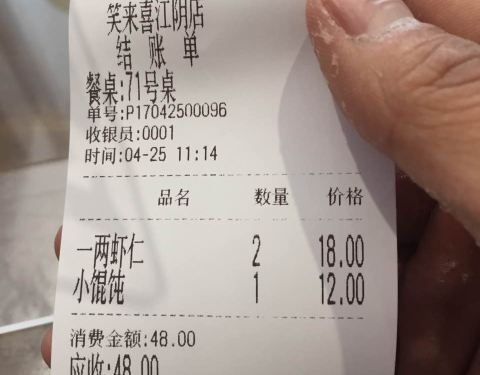 笑来喜江阴店
结 账 单
餐桌:71号桌
单号:P17042500096
收银员:0001
时间:04-25 11:14
品名 数量 价格
一两虾仁 2 18.00
小馄饨 1 12.00
消费金额:48.00
应收:48.00